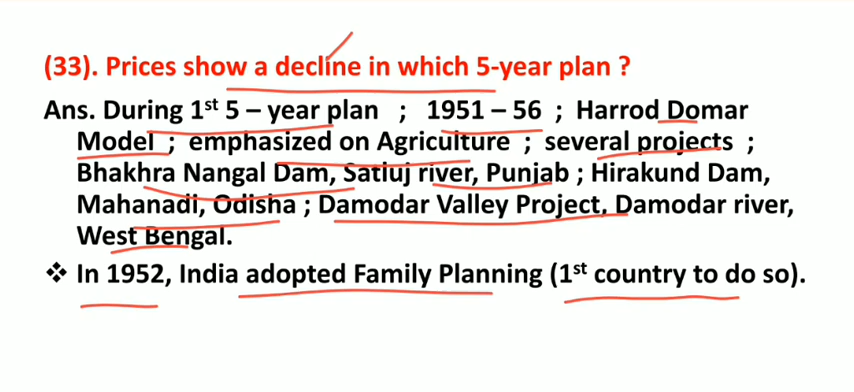 (33). Prices show a decline in which 5-year plan ?
Ans. During 1st 5 – year plan ; 1951 – 56 ; Harrod Domar
Model ; emphasized on Agriculture ; several projects ;
Bhakhra Nangal Dam, Satluj river, Punjab ; Hirakund Dam,
Mahanadi, Odisha ; Damodar Valley Project, Damodar river,
West Bengal.
❖ In 1952, India adopted Family Planning (1st country to do so).